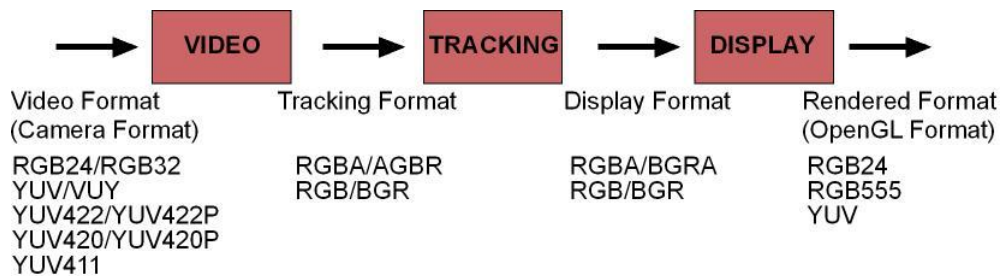 VIDEO
TRACKING
DISPLAY
Video Format
(Camera Format)
RGB24/RGB32
YUV/VUY
YUV422/YUV422P
YUV420/YUV420P
YUV411
Tracking Format
RGBA/AGBR
RGB/BGR
Display Format
RGBA/BGRA
RGB/BGR
Rendered Format
(OpenGL Format)
RGB24
RGB555
YUV